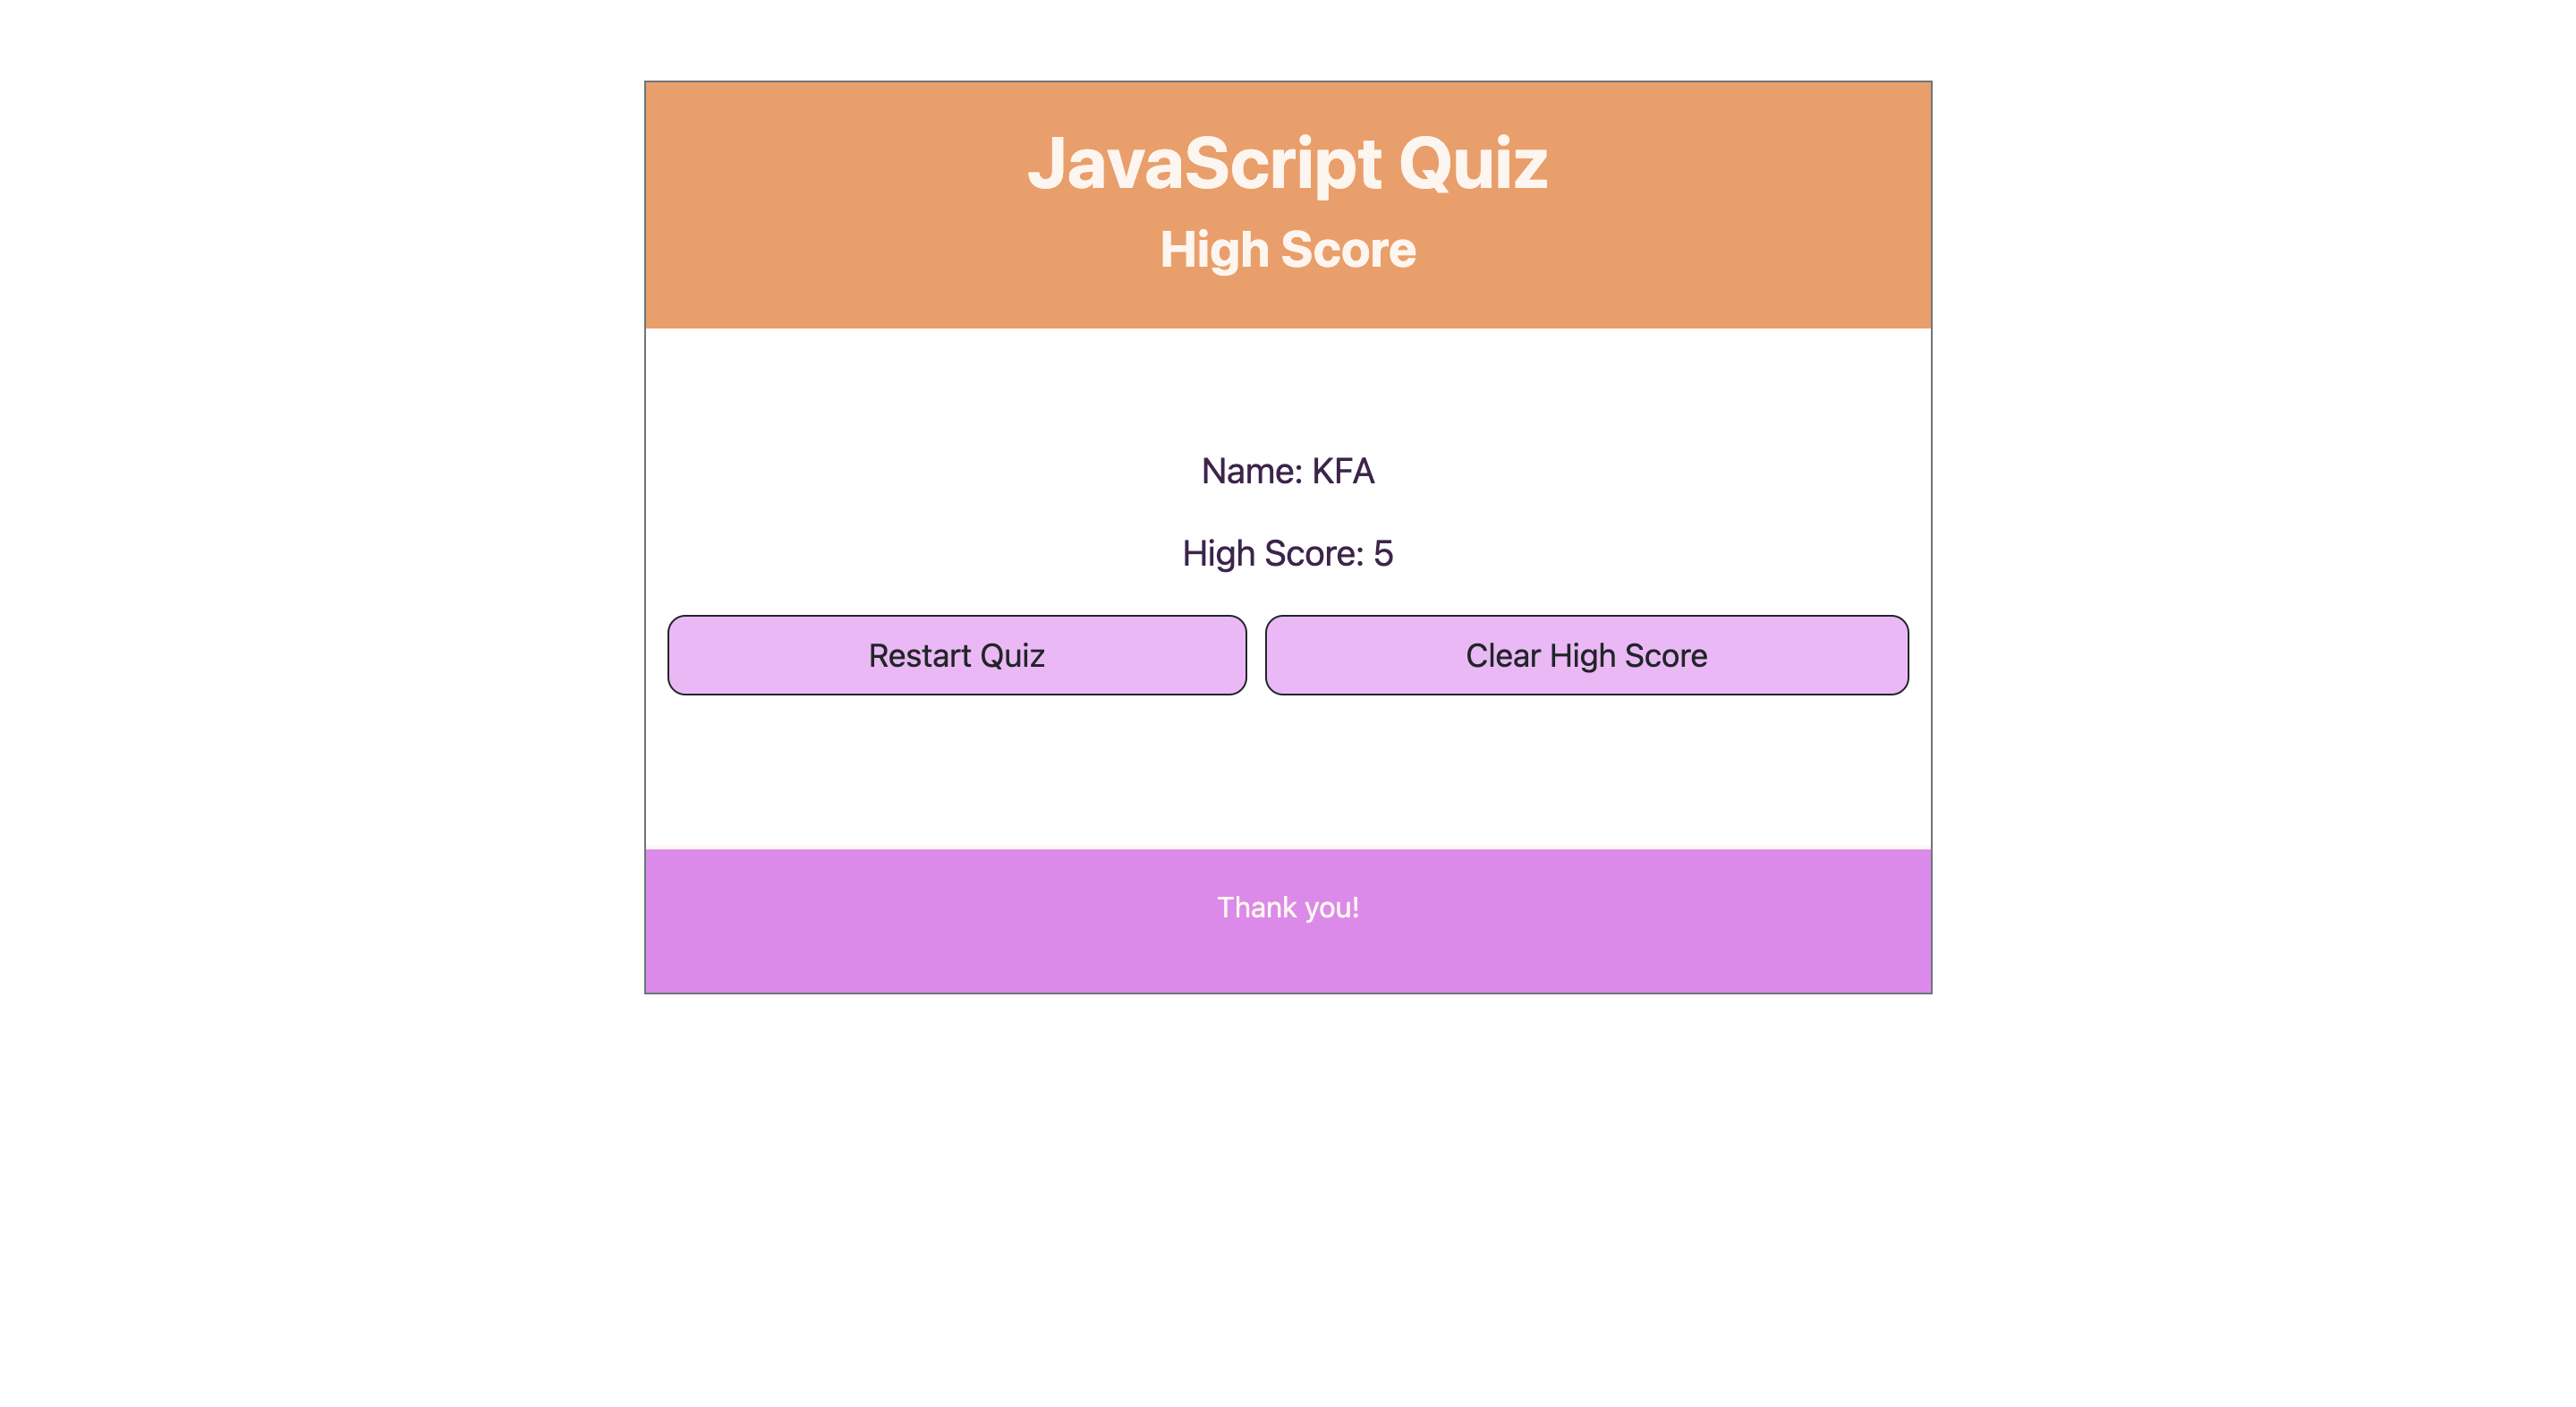 JavaScript Quiz
High Score
Name: KFA
High Score: 5
Restart Quiz
Clear High Score
Thank you!